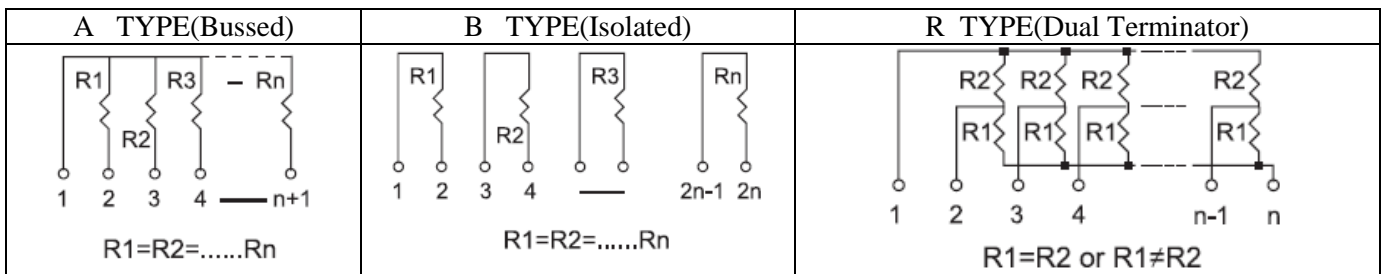 A TYPE(Bussed)
R1 R3 – Rn
R2
1 2 3 4 — n+1
R1=R2=......Rn
B TYPE(Isolated)
R1 R3 Rn
R2
1 2 3 4 — 2n-1 2n
R1=R2=......Rn
R TYPE(Dual Terminator)
R2 R2 R2 R2
R1 R1 R1 R1
1 2 3 4 n-1 n
R1=R2 or R1≠R2